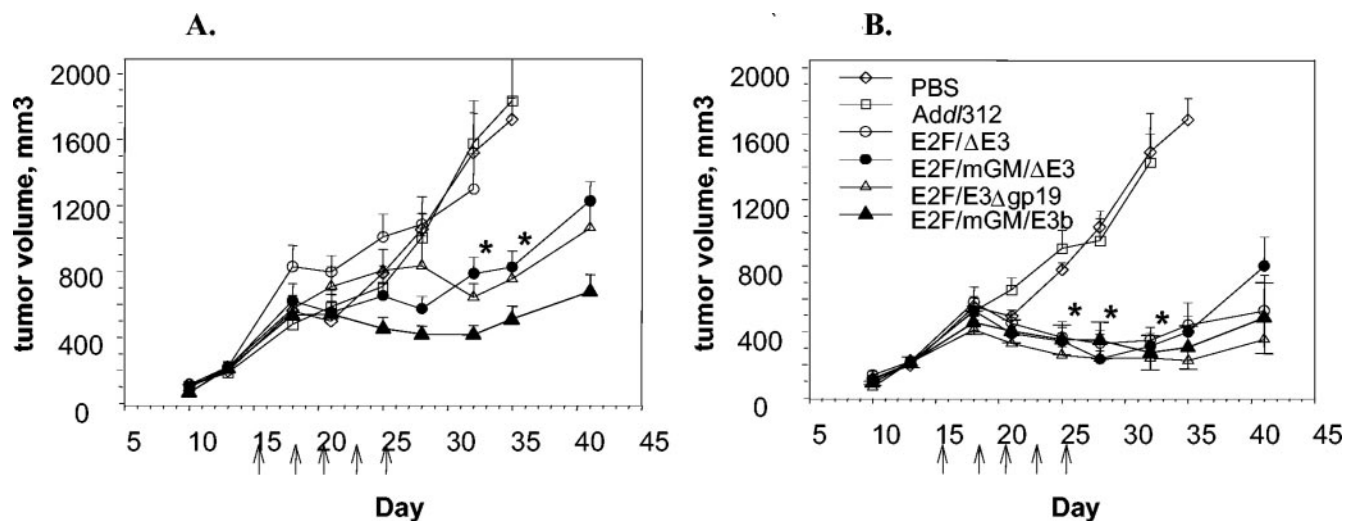 A.
tumor volume, mm3
2000
1600
1200
800
400
0
* *
5 10 15 20 25 30 35 40 45
Day
B.
tumor volume, mm3
2000
1600
1200
800
400
0
PBS
Addl312
E2F/ΔE3
E2F/mGM/ΔE3
E2F/E3Δgp19
E2F/mGM/E3b
* * *
5 10 15 20 25 30 35 40 45
Day